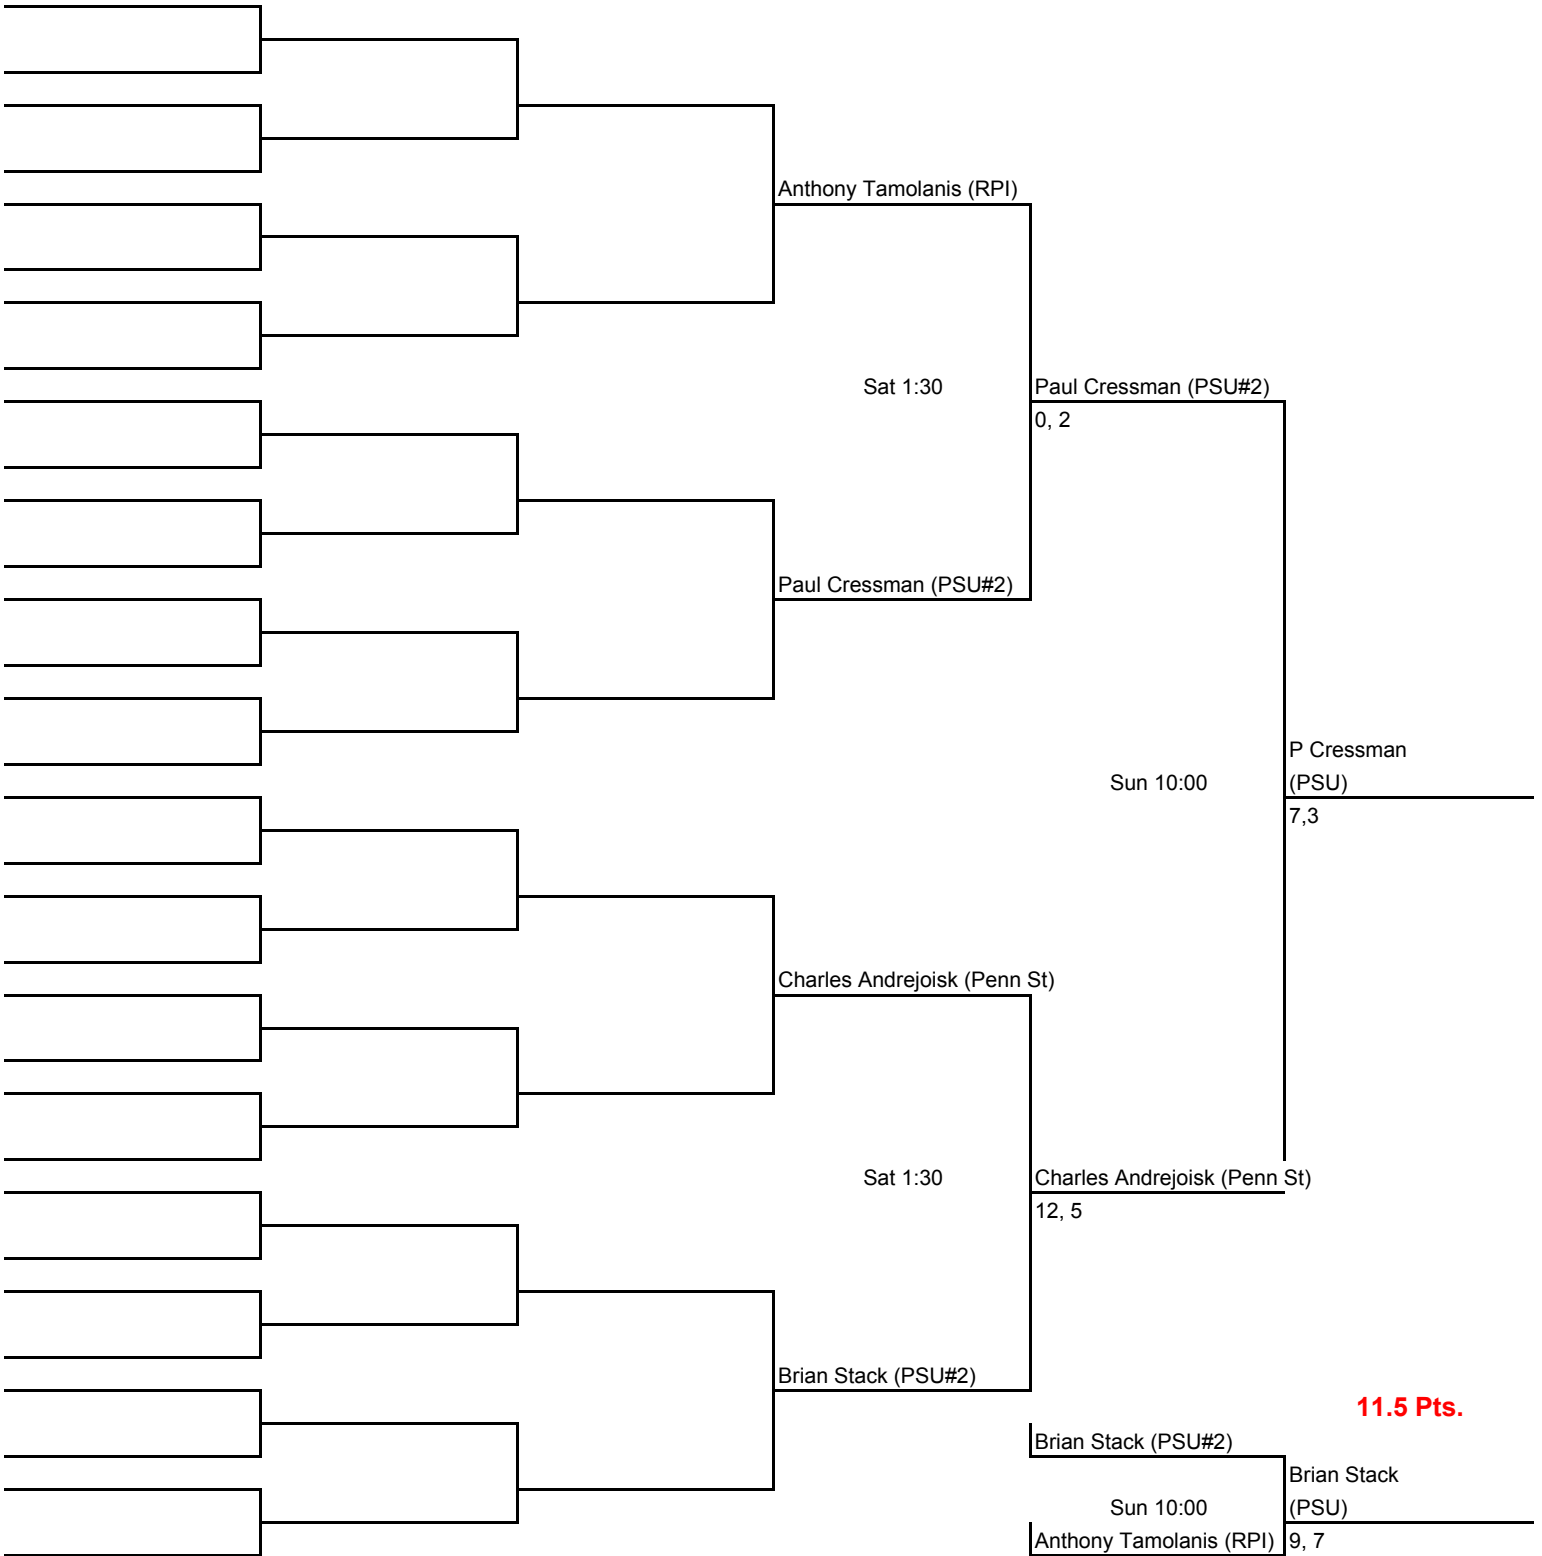 Anthony Tamolanis (RPI)
Sat 1:30
Paul Cressman (PSU#2)
0, 2
Paul Cressman (PSU#2)
P Cressman
Sun 10:00
(PSU)
7,3
Charles Andrejoisk (Penn St)
Sat 1:30
Charles Andrejoisk (Penn St)
12, 5
Brian Stack (PSU#2)
11.5 Pts.
Brian Stack (PSU#2)
Brian Stack
Sun 10:00
(PSU)
Anthony Tamolanis (RPI)
9, 7